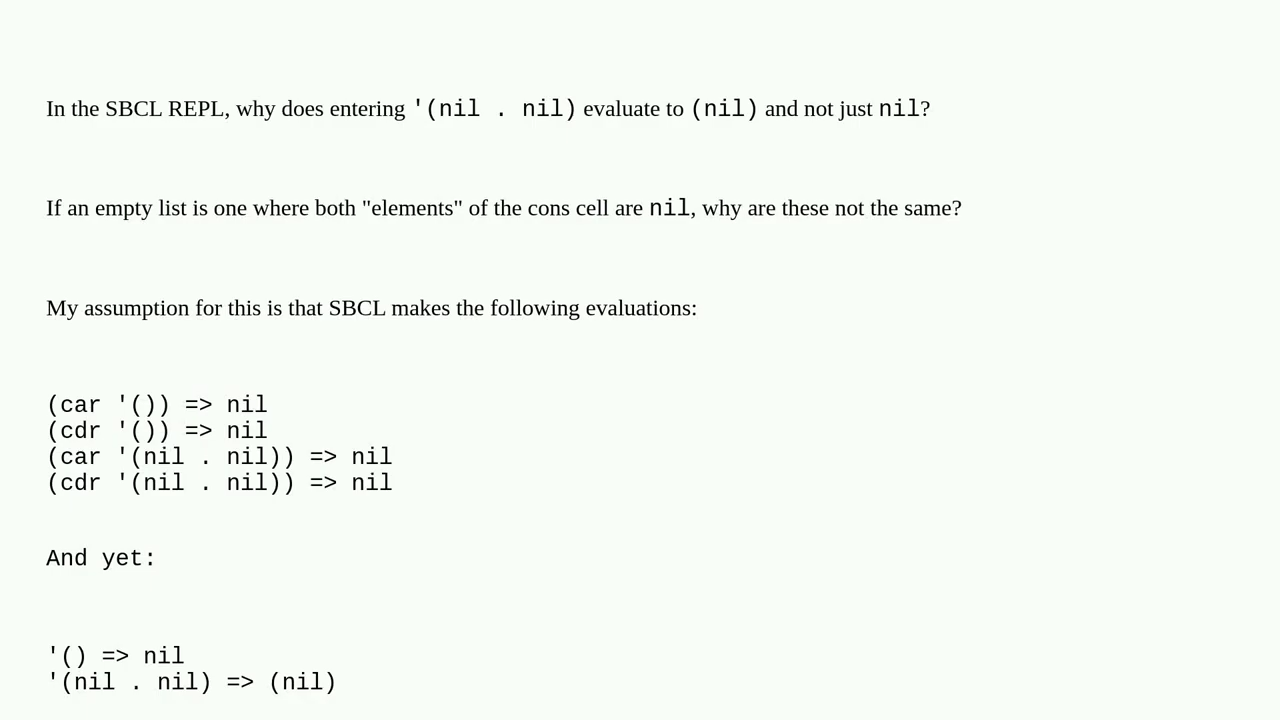 In the SBCL REPL, why does entering '(nil . nil) evaluate to (nil) and not just nil?
If an empty list is one where both "elements" of the cons cell are nil, why are these not the same?
My assumption for this is that SBCL makes the following evaluations:
(car '()) => nil
(cdr '()) => nil
(car '(nil . nil)) => nil
(cdr '(nil . nil)) => nil
And yet:
'() => nil
'(nil . nil) => (nil)